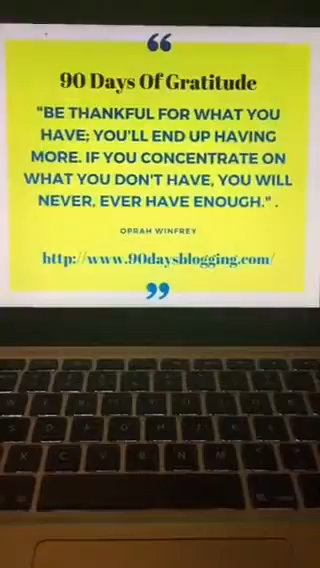 “
90 Days Of Gratitude
"BE THANKFUL FOR WHAT YOU
HAVE; YOU'LL END UP HAVING
MORE. IF YOU CONCENTRATE ON
WHAT YOU DON'T HAVE, YOU WILL
NEVER, EVER HAVE ENOUGH." .
OPRAH WINFREY
http://www.90daysblogging.com/
”